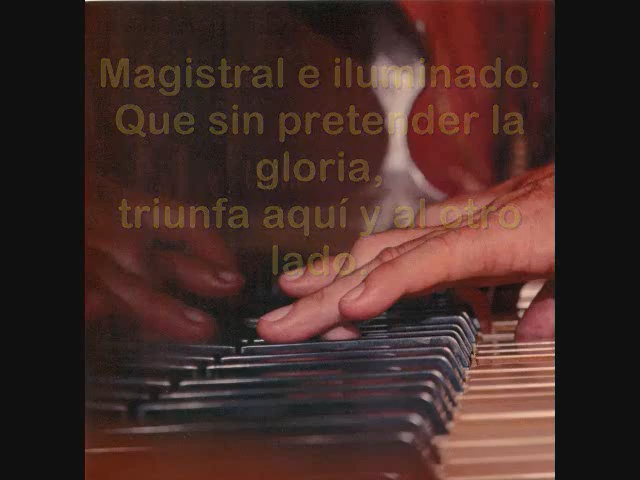 Magistral e iluminado.
Que sin pretender la
gloria,
triunfa aquí y al otro
lado.